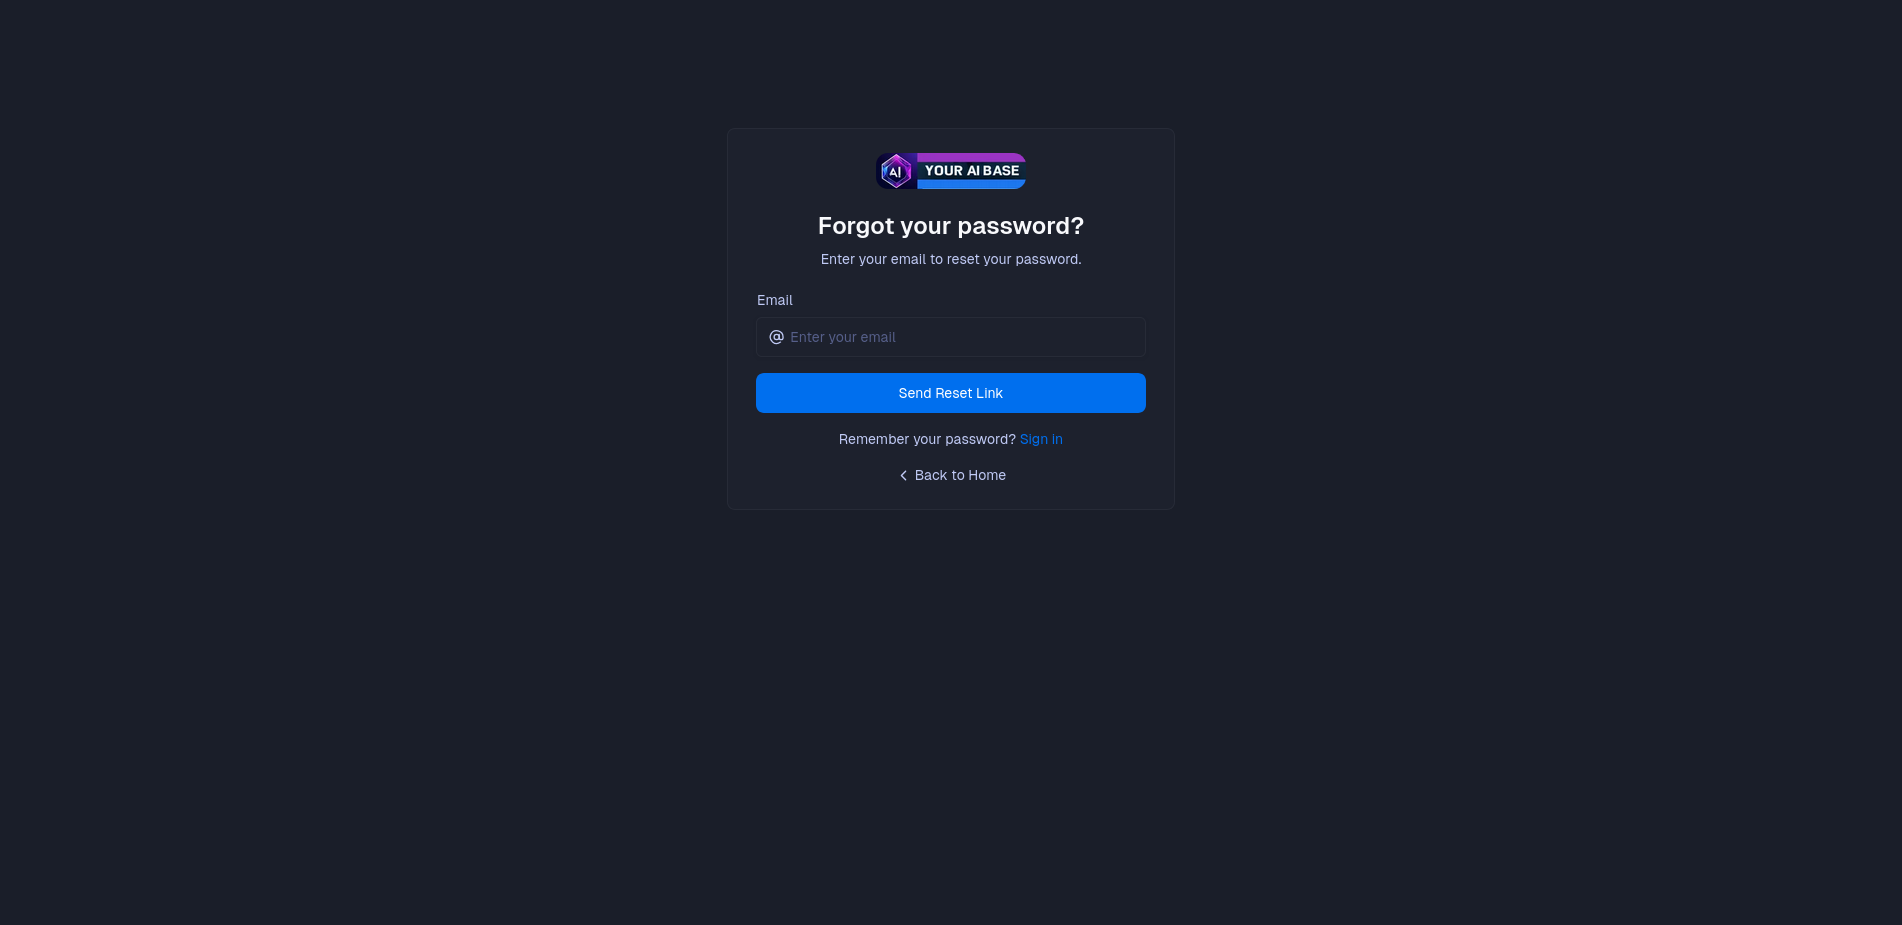 AI YOUR AI BASE
Forgot your password?
Enter your email to reset your password.
Email
@ Enter your email
Send Reset Link
Remember your password? Sign in
Back to Home